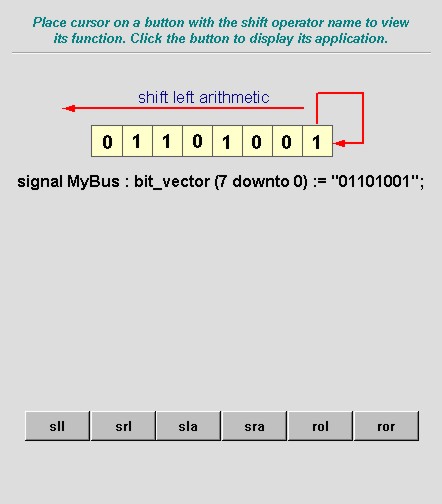 Place cursor on a button with the shift operator name to view
its function. Click the button to display its application.
shift left arithmetic
0 1 1 0 1 0 0 1
signal MyBus : bit_vector (7 downto 0) := "01101001";
sll srl sla sra rol ror